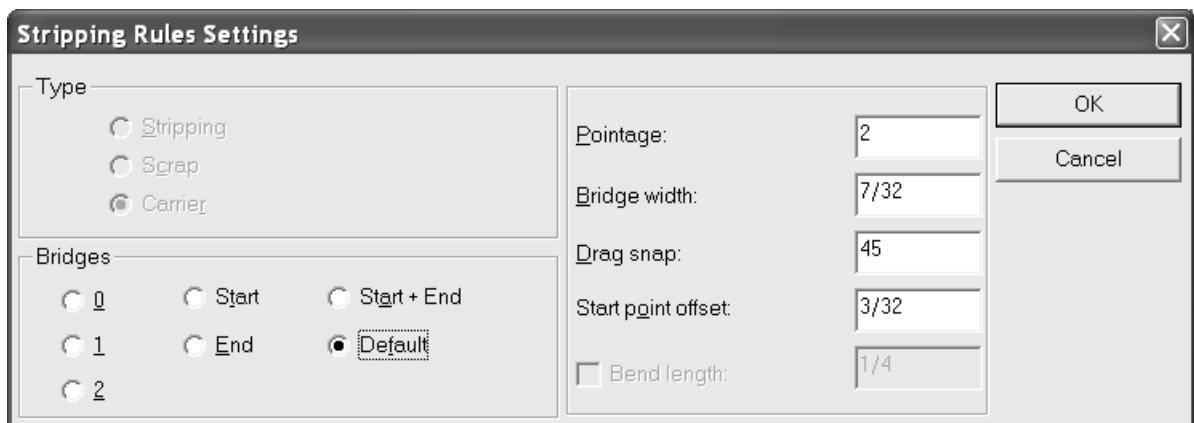 Stripping Rules Settings
Type
Stripping
Scrap
Carrier
Bridges
0 Start Start + End
1 End Default
2
Pointage: 2
Bridge width: 7/32
Drag snap: 45
Start point offset: 3/32
Bend length: 1/4
OK
Cancel